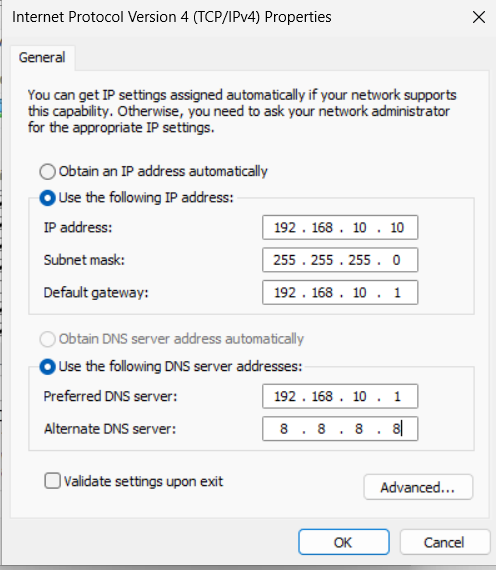 Internet Protocol Version 4 (TCP/IPv4) Properties
General
You can get IP settings assigned automatically if your network supports
this capability. Otherwise, you need to ask your network administrator
for the appropriate IP settings.
Obtain an IP address automatically
Use the following IP address:
IP address: 192 . 168 . 10 . 10
Subnet mask: 255 . 255 . 255 . 0
Default gateway: 192 . 168 . 10 . 1
Obtain DNS server address automatically
Use the following DNS server addresses:
Preferred DNS server: 192 . 168 . 10 . 1
Alternate DNS server: 8 . 8 . 8 . 8
Validate settings upon exit
Advanced...
OK Cancel